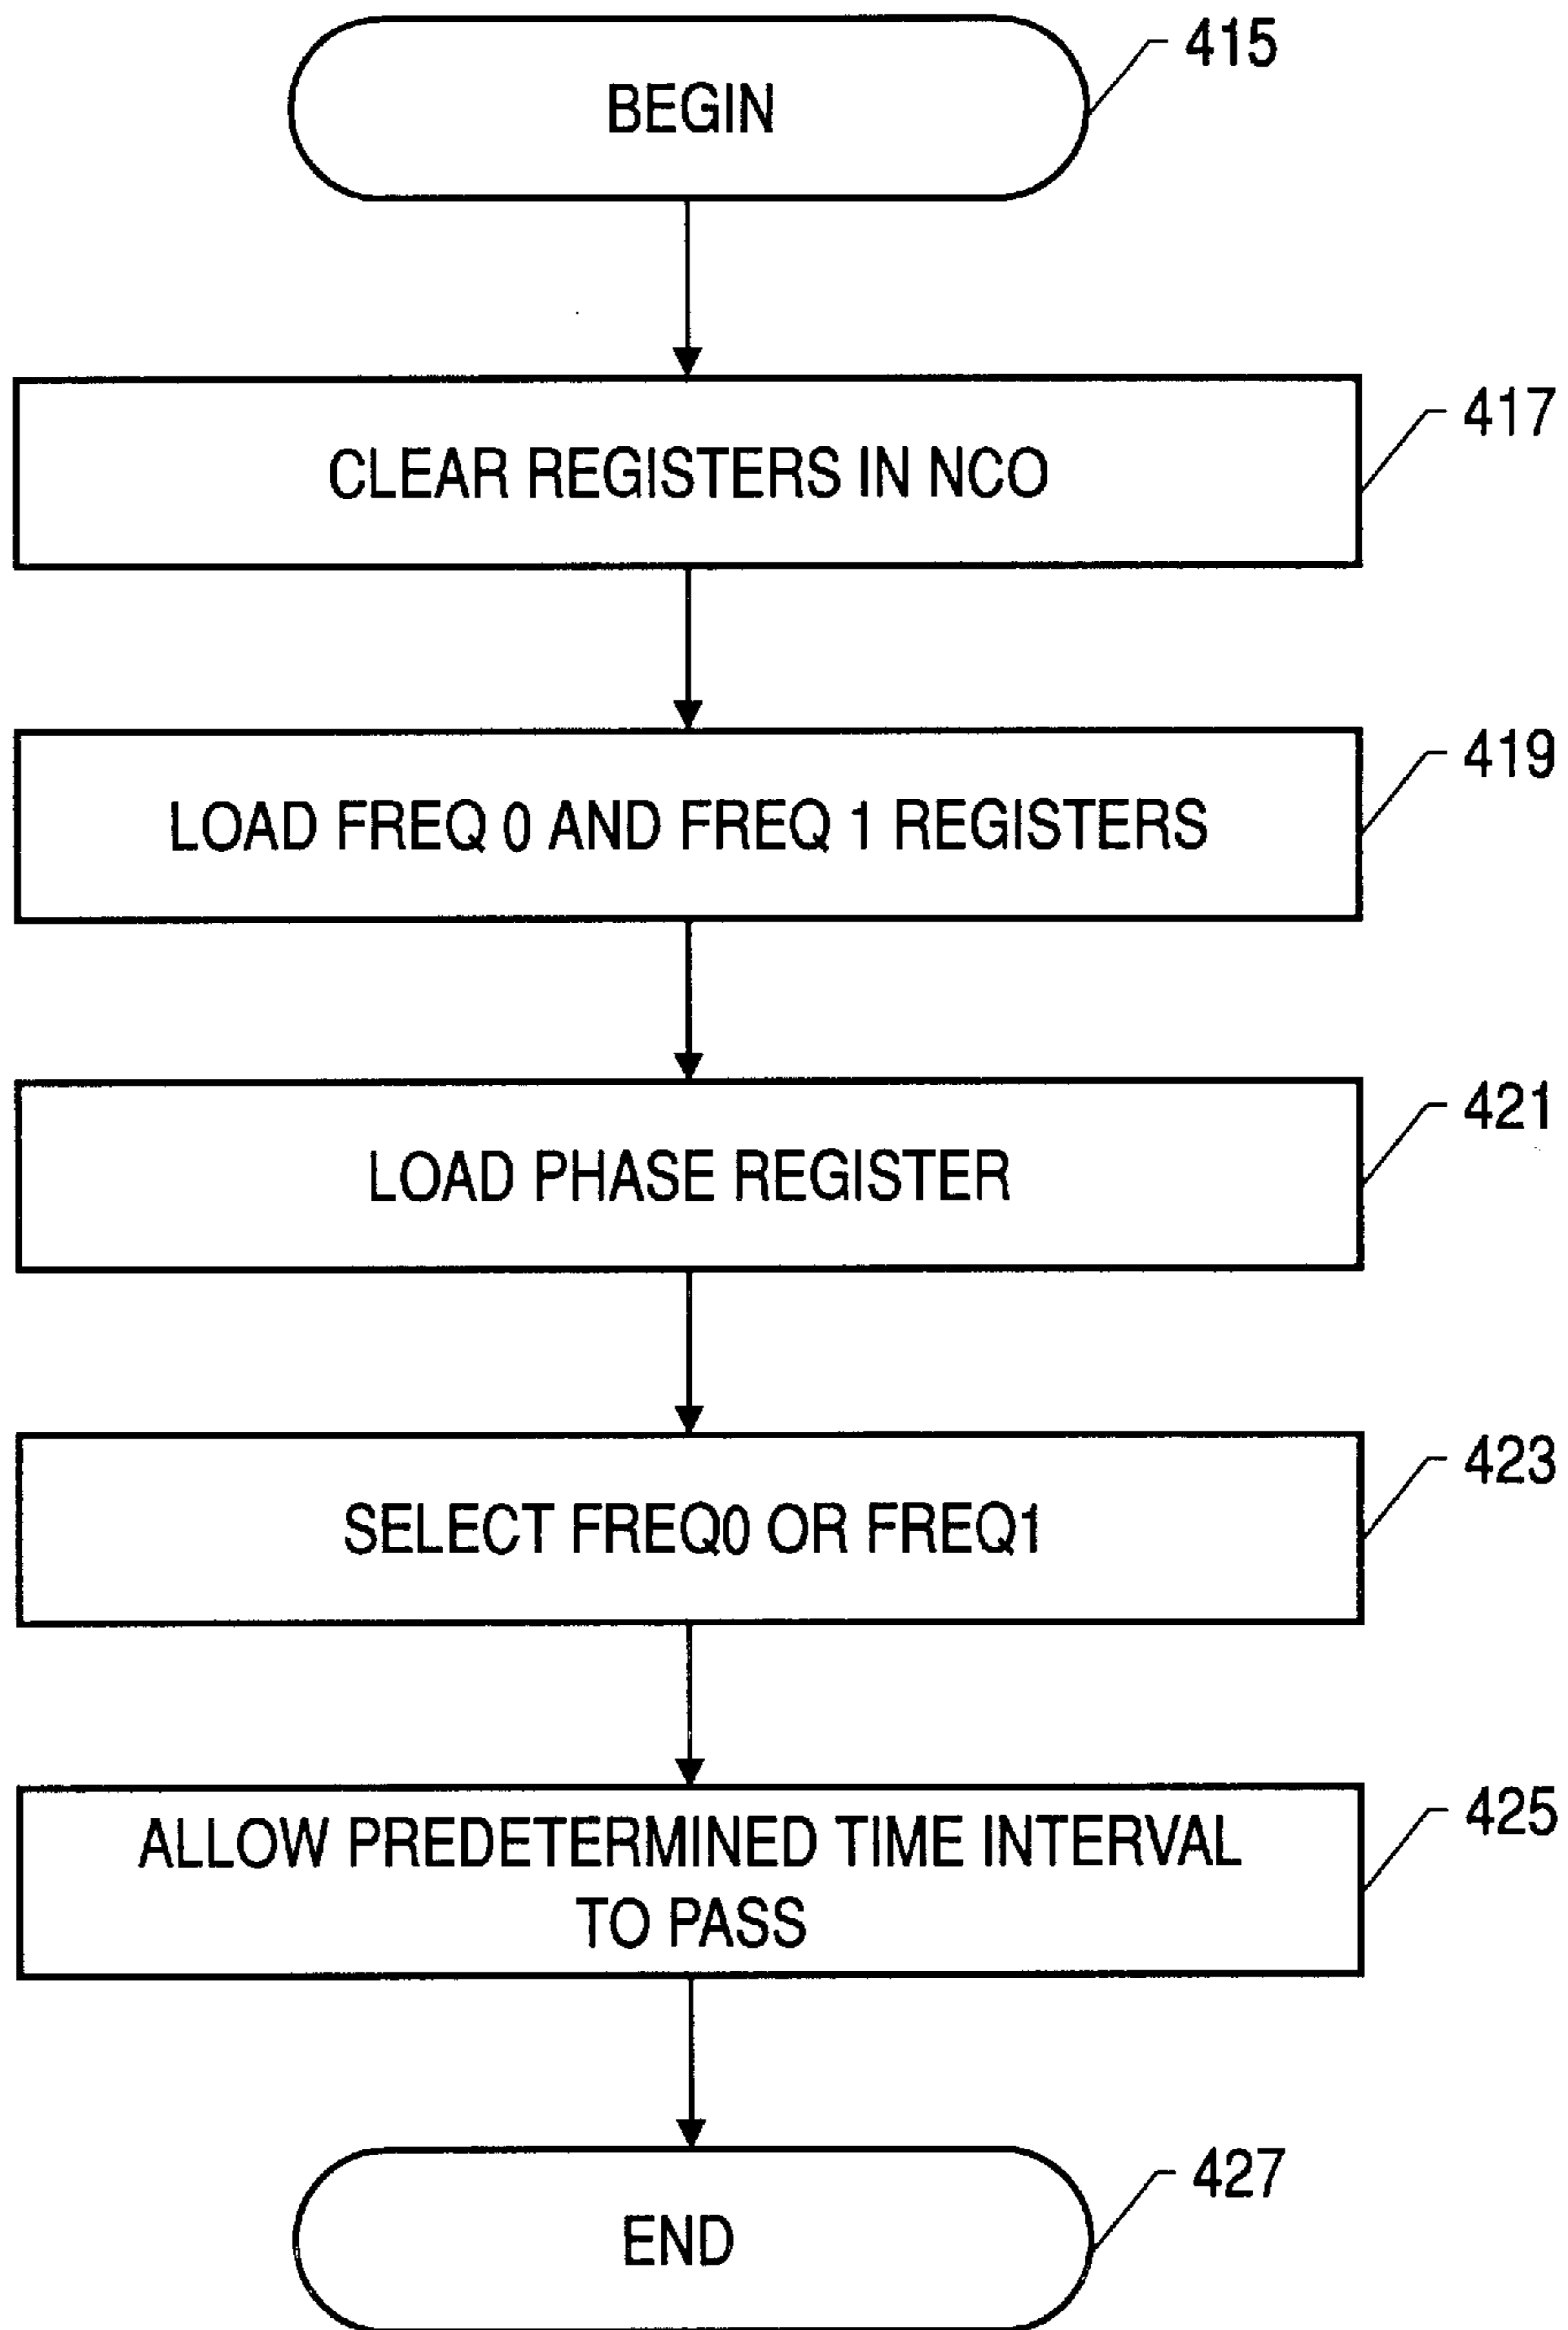 415
BEGIN
417
CLEAR REGISTERS IN NCO
419
LOAD FREQ 0 AND FREQ 1 REGISTERS
421
LOAD PHASE REGISTER
423
SELECT FREQ0 OR FREQ1
425
ALLOW PREDETERMINED TIME INTERVAL
TO PASS
427
END